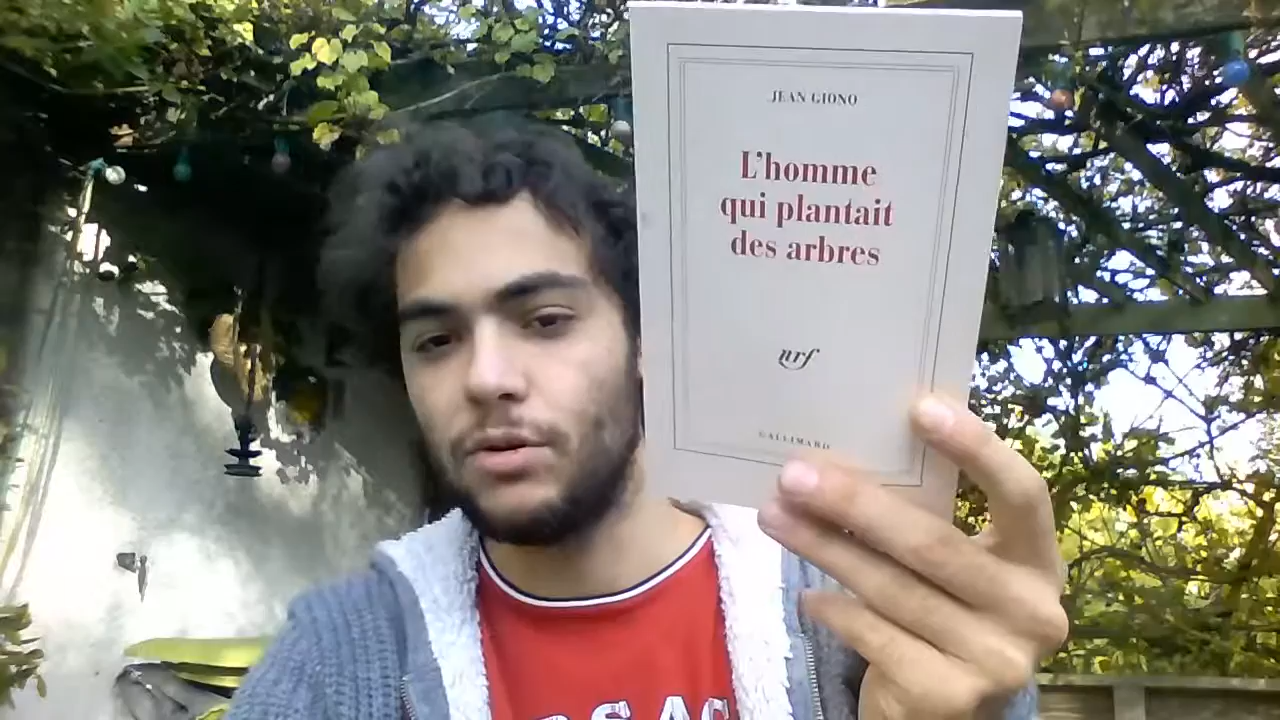 JEAN GIONO
L'homme
qui plantait
des arbres
nrf
GALLIMARD